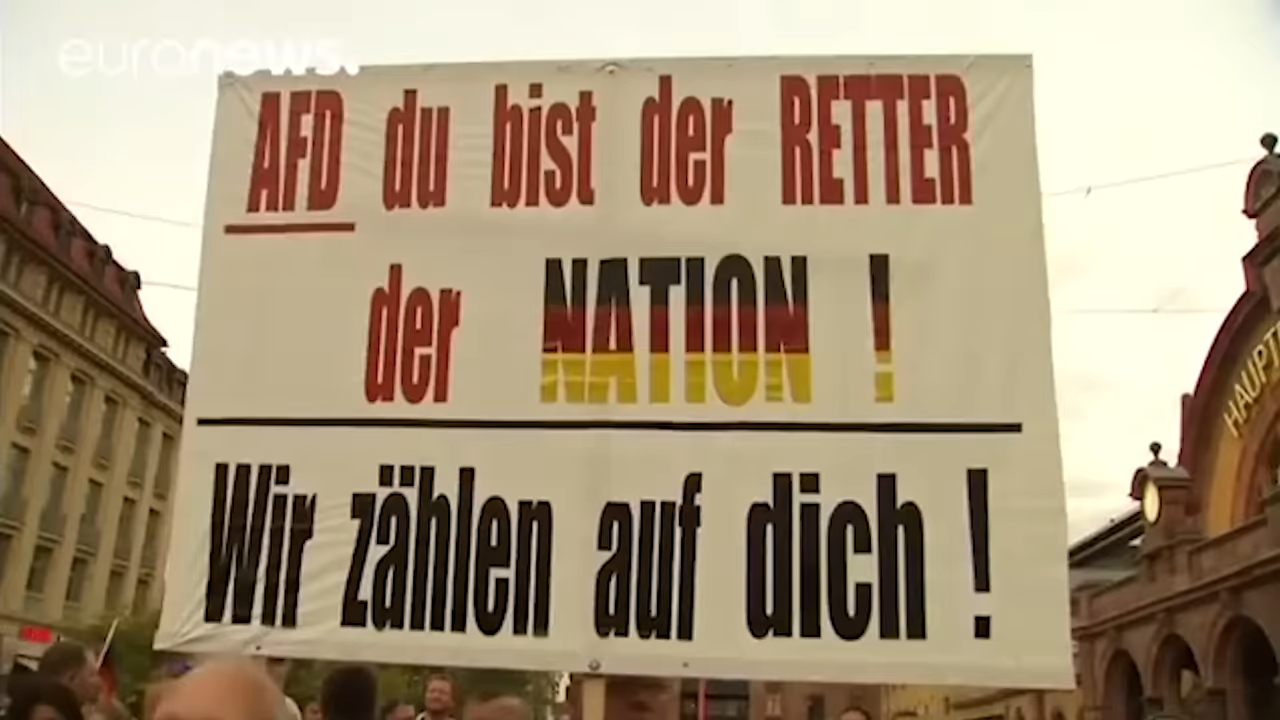 euronews.
AFD du bist der RETTER
der NATION !
Wir zählen auf dich !
HAUPT